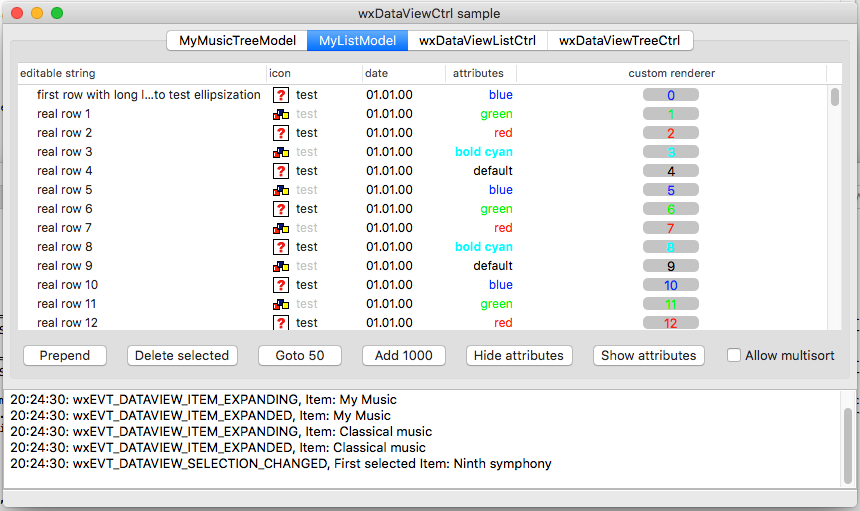 wxDataViewCtrl sample
MyMusicTreeModel MyListModel wxDataViewListCtrl wxDataViewTreeCtrl
editable string icon date attributes custom renderer
first row with long l...to test ellipsization ? test 01.01.00 blue 0
real row 1 test 01.01.00 green 1
real row 2 ? test 01.01.00 red 2
real row 3 test 01.01.00 bold cyan 3
real row 4 ? test 01.01.00 default 4
real row 5 test 01.01.00 blue 5
real row 6 ? test 01.01.00 green 6
real row 7 test 01.01.00 red 7
real row 8 ? test 01.01.00 bold cyan 8
real row 9 test 01.01.00 default 9
real row 10 ? test 01.01.00 blue 10
real row 11 test 01.01.00 green 11
real row 12 ? test 01.01.00 red 12
Prepend Delete selected Goto 50 Add 1000 Hide attributes Show attributes Allow multisort
20:24:30: wxEVT_DATAVIEW_ITEM_EXPANDING, Item: My Music
20:24:30: wxEVT_DATAVIEW_ITEM_EXPANDED, Item: My Music
20:24:30: wxEVT_DATAVIEW_ITEM_EXPANDING, Item: Classical music
20:24:30: wxEVT_DATAVIEW_ITEM_EXPANDED, Item: Classical music
20:24:30: wxEVT_DATAVIEW_SELECTION_CHANGED, First selected Item: Ninth symphony